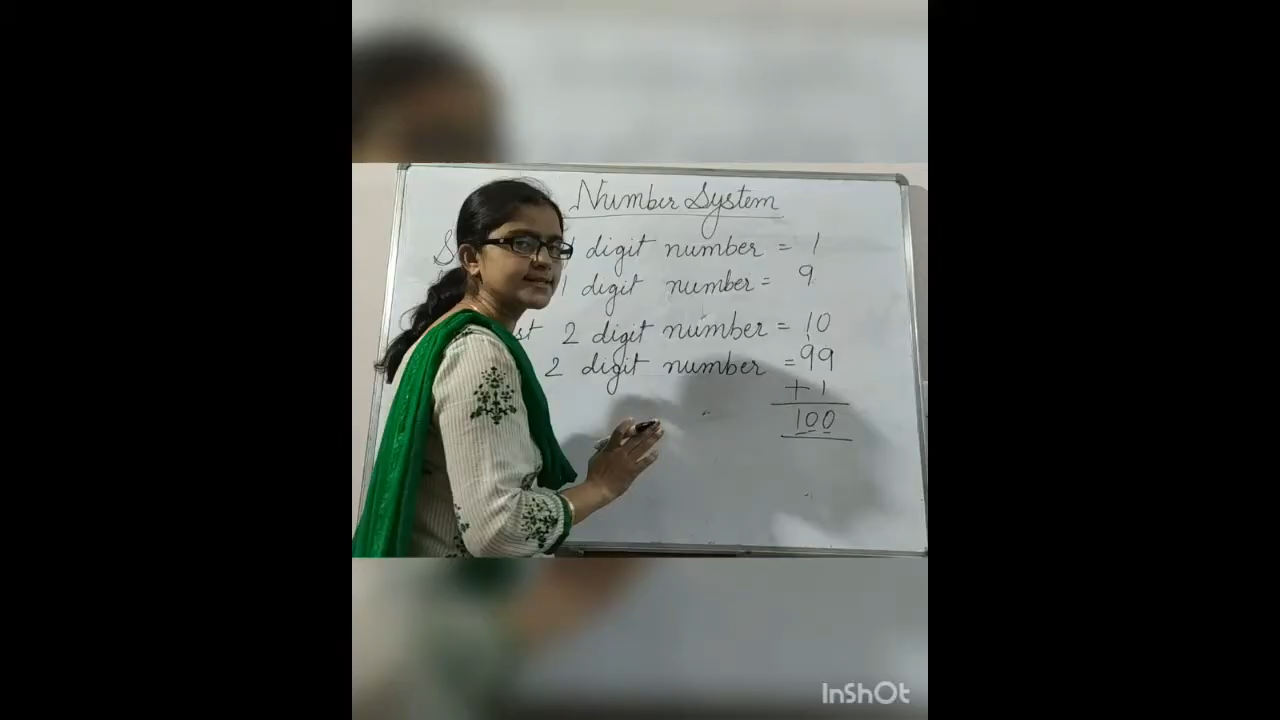 Number System
digit number = 1
1 digit number = 9
2 digit number = 10
2 digit number = 99
+ 1
100
InShOt